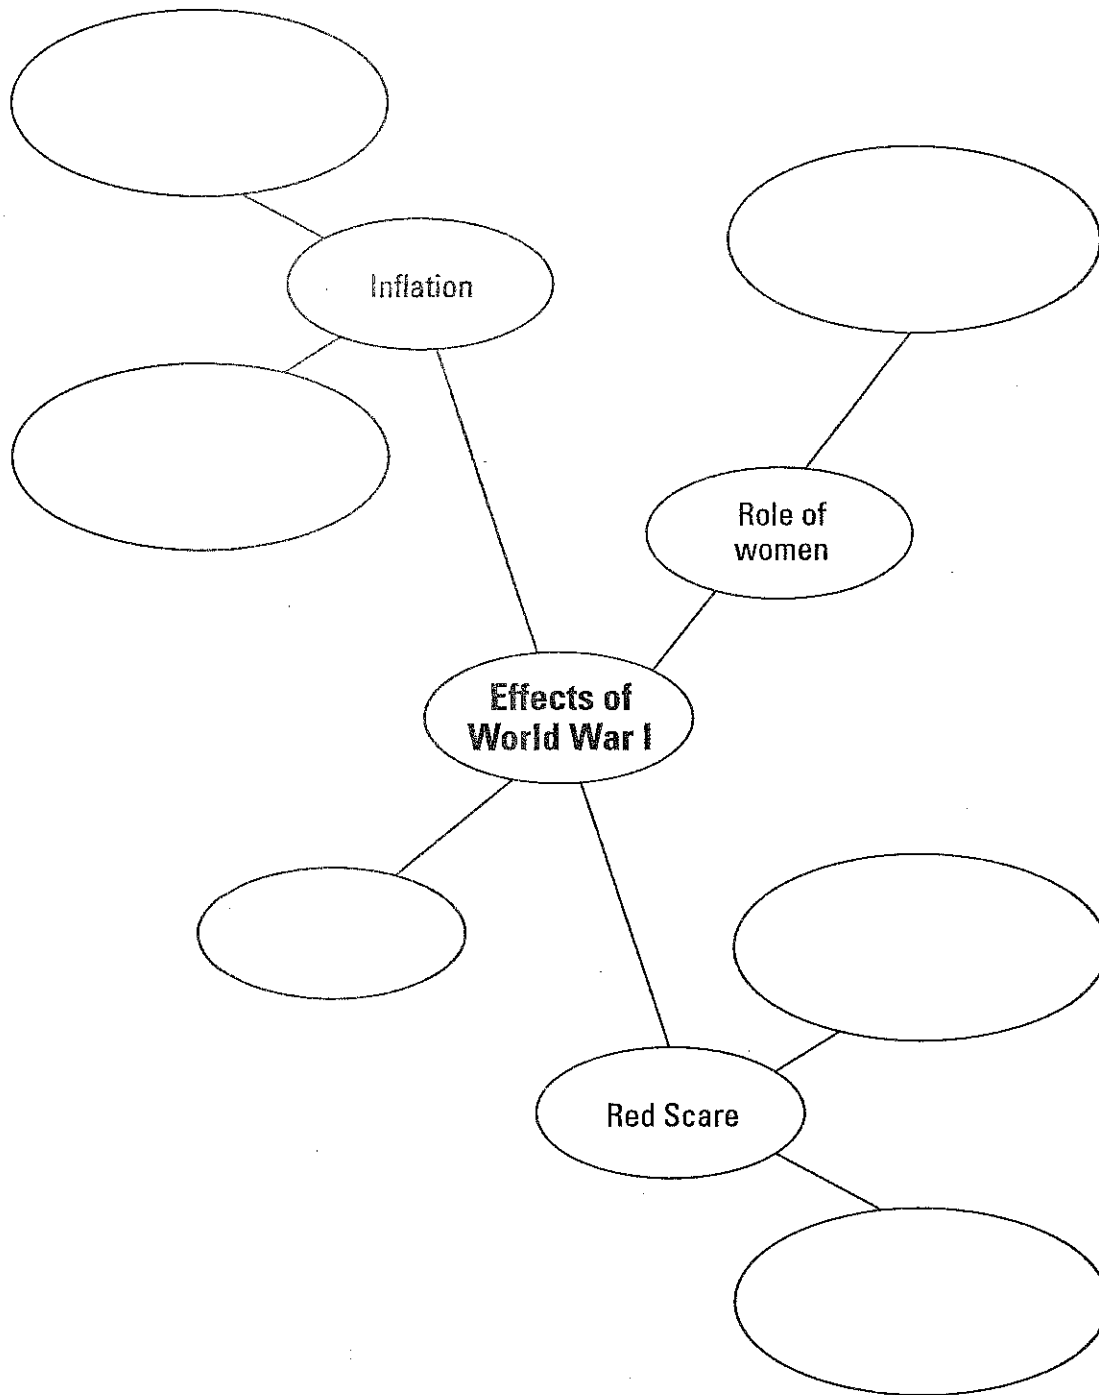 Inflation
Role of
women
Effects of
World War I
Red Scare